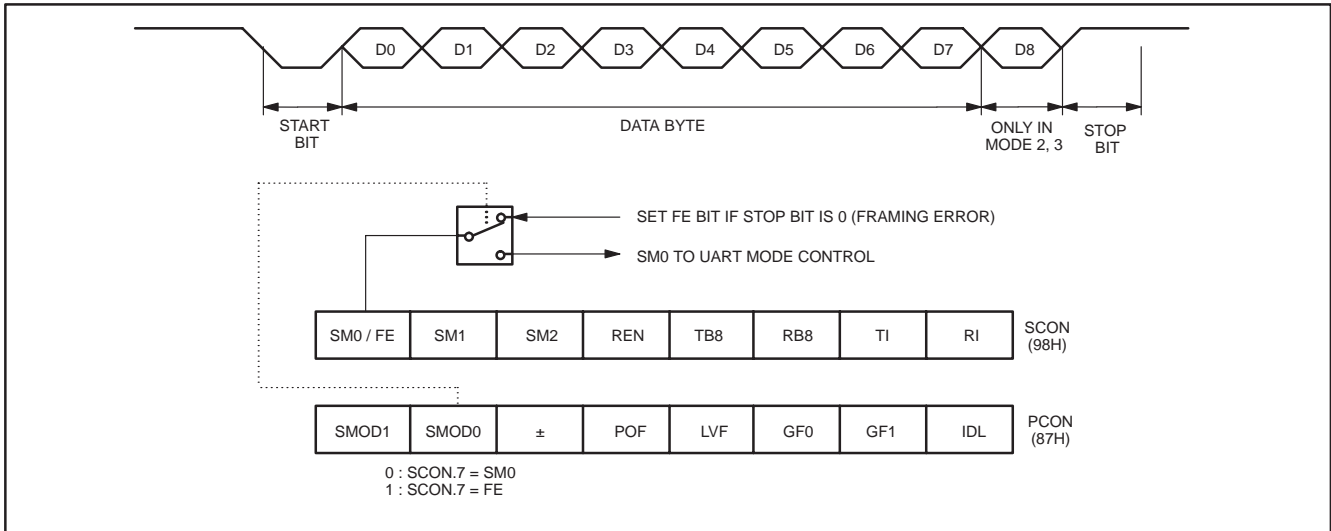 D0 D1 D2 D3 D4 D5 D6 D7 D8
START
BIT
DATA BYTE
ONLY IN
MODE 2, 3
STOP
BIT
SET FE BIT IF STOP BIT IS 0 (FRAMING ERROR)
SM0 TO UART MODE CONTROL
SM0 / FE SM1 SM2 REN TB8 RB8 TI RI
SCON
(98H)
SMOD1 SMOD0 ± POF LVF GF0 GF1 IDL
PCON
(87H)
0 : SCON.7 = SM0
1 : SCON.7 = FE